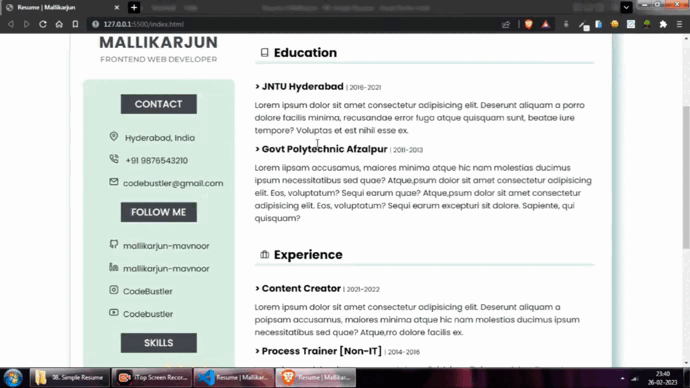 Resume | Mallikarjun
127.0.0.1:5500/index.html
MALLIKARJUN
FRONTEND WEB DEVELOPER
CONTACT
Hyderabad, India
+91 9876543210
codebustler@gmail.com
FOLLOW ME
mallikarjun-mavnoor
mallikarjun-mavnoor
CodeBustler
Codebustler
SKILLS
Education
> JNTU Hyderabad | 2016-2021
Lorem ipsum dolor sit amet consectetur adipisicing elit. Deserunt aliquam a porro
dolore facilis minima, recusandae error fuga atque quisquam sunt, beatae iure
tempore? Voluptas et est nihil esse ex.
> Govt Polytechnic Afzalpur | 2011-2013
Lorem iipsam accusamus, maiores minima atque hic nam molestias ducimus
ipsum necessitatibus sed quae? Atque,psum dolor sit amet consectetur adipisicing
elit. Eos, voluptatum? Sequi earum quae? Atque,psum dolor sit amet consectetur
adipisicing elit. Eos, voluptatum? Sequi earum excepturi sit dolore. Sapiente, qui
quisquam?
Experience
> Content Creator | 2021-2022
Lorem ipsum dolor sit amet consectetur adipisicing elit. Deserunt aliquam a
poipsam accusamus, maiores minima atque hic nam molestias ducimus ipsum
necessitatibus sed quae? Atque,rro dolore facilis ex.
> Process Trainer [Non-IT] | 2014-2016
08. Simple Resume
iTop Screen Recor...
Resume | Mallikar...
Resume | Mallikar...
23:40
26-02-2023